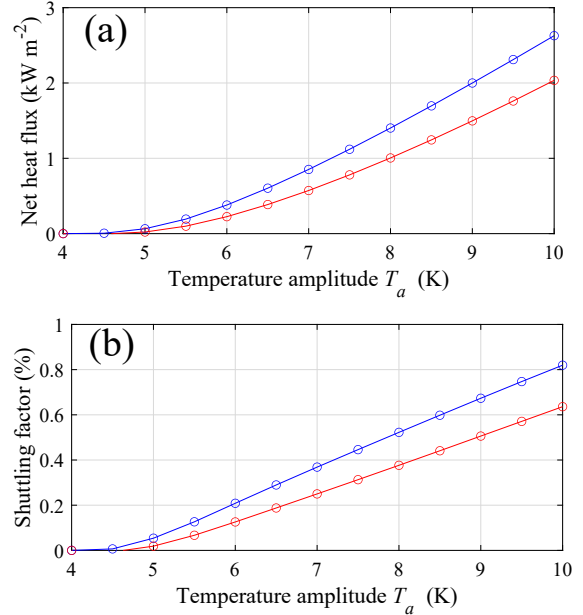 (a)
Net heat flux (kW m⁻²)
3
2
1
0
4 5 6 7 8 9 10
Temperature amplitude Tₐ (K)
(b)
Shuttling factor (%)
1
0.8
0.6
0.4
0.2
0
4 5 6 7 8 9 10
Temperature amplitude Tₐ (K)